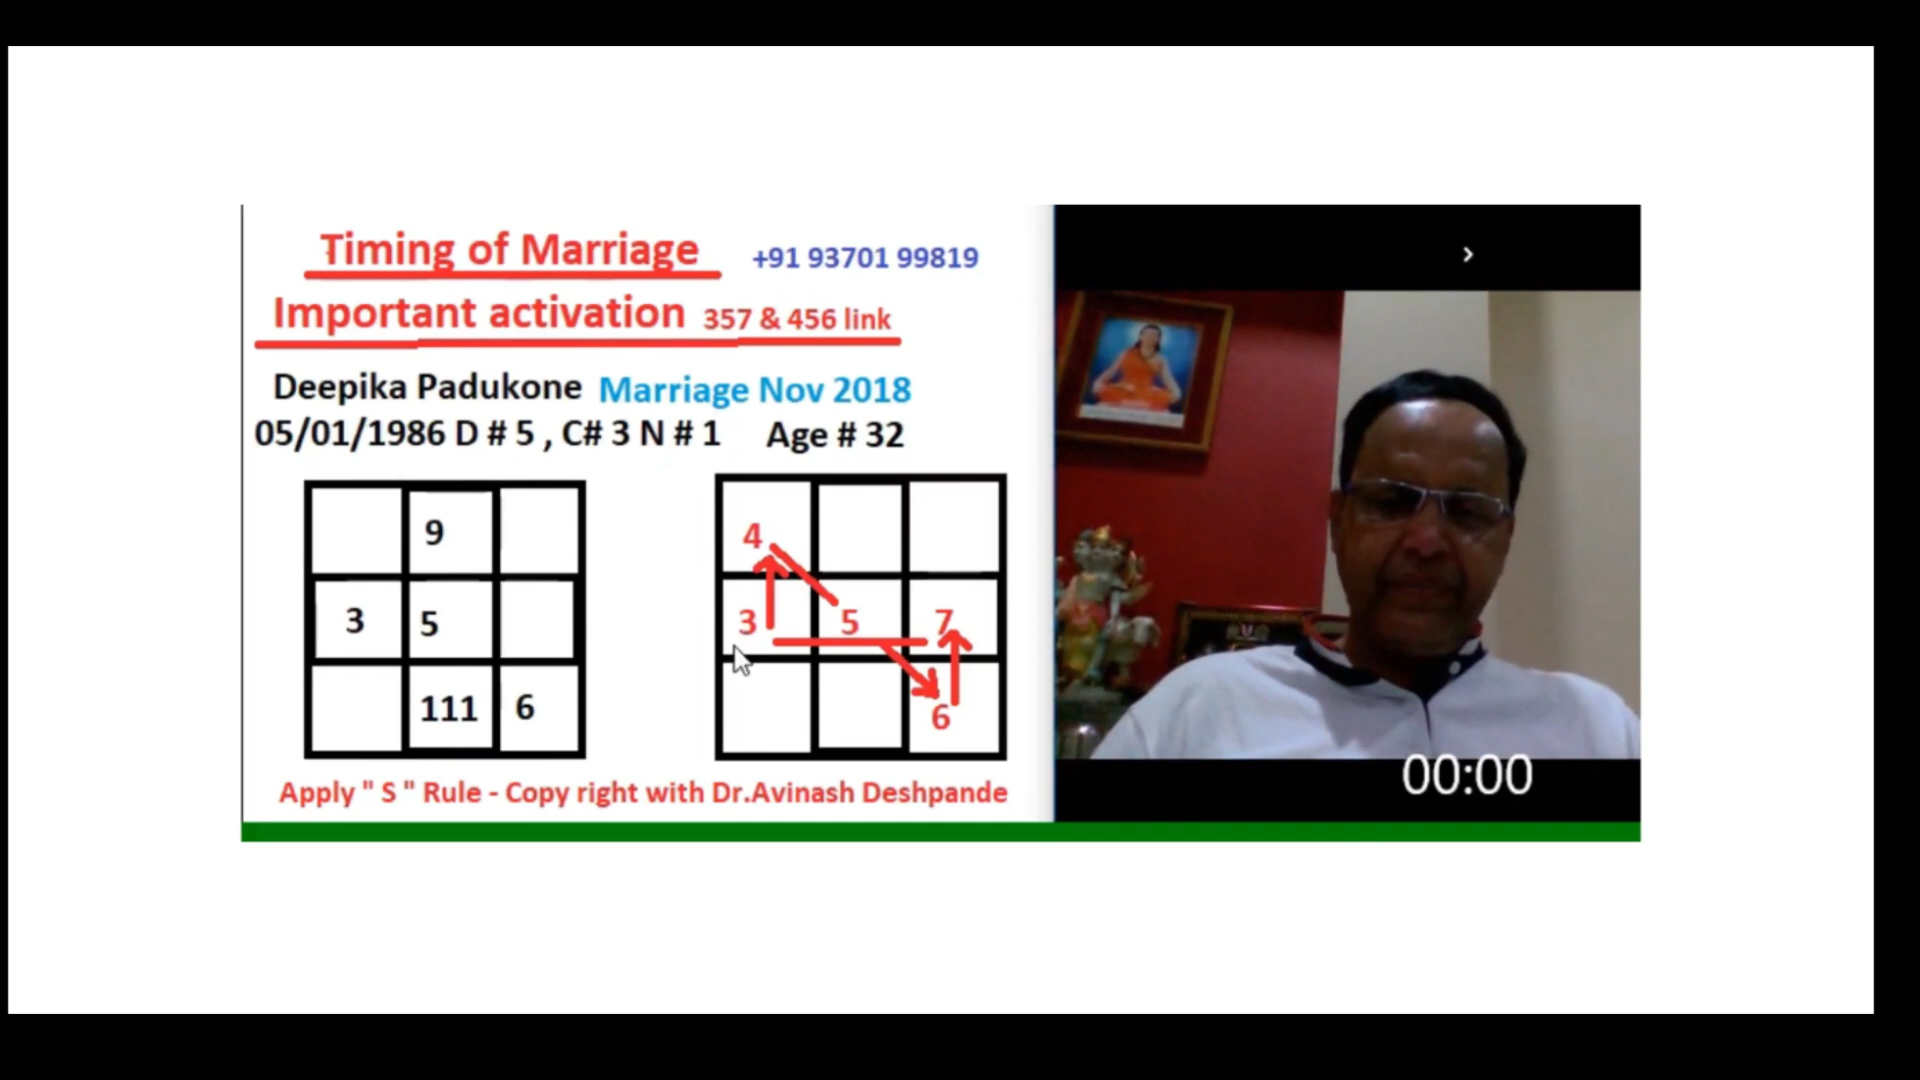 Timing of Marriage +91 93701 99819
Important activation 357 & 456 link
Deepika Padukone Marriage Nov 2018
05/01/1986 D # 5 , C# 3 N # 1 Age # 32
9
3 5
111 6
4
3 5 7
6
Apply " S " Rule - Copy right with Dr.Avinash Deshpande
00:00